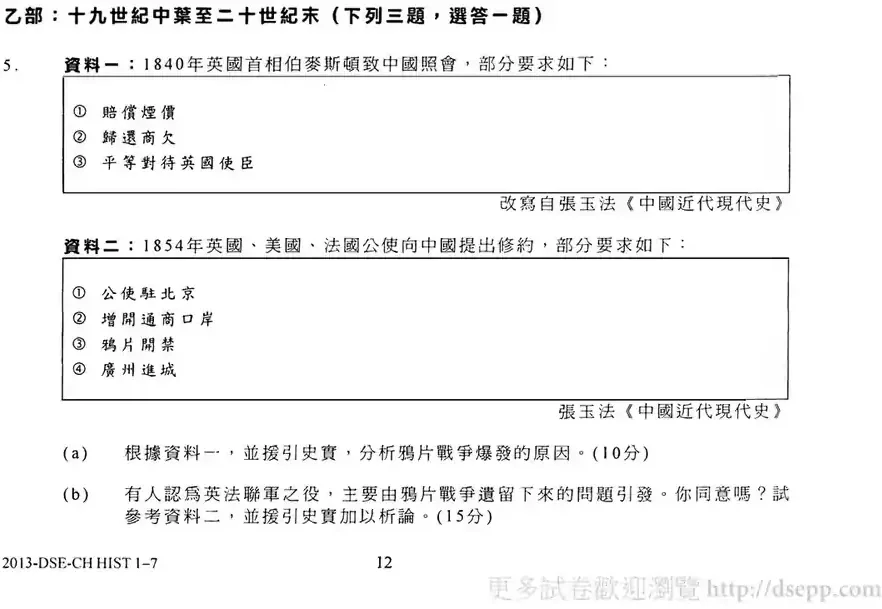 乙部：十九世紀中葉至二十世紀末（下列三題，選答一題）
5. 資料一：1840年英國首相伯麥斯頓致中國照會，部分要求如下：
① 賠償煙價
② 歸還商欠
③ 平等對待英國使臣
改寫自張玉法《中國近代現代史》
資料二：1854年英國、美國、法國公使向中國提出修約，部分要求如下：
① 公使駐北京
② 增開通商口岸
③ 鴉片開禁
④ 廣州進城
張玉法《中國近代現代史》
(a) 根據資料一，並援引史實，分析鴉片戰爭爆發的原因。(10分)
(b) 有人認為英法聯軍之役，主要由鴉片戰爭遺留下來的問題引發。你同意嗎？試
參考資料二，並援引史實加以析論。(15分)
2013-DSE-CH HIST 1–7 12
更多試卷歡迎瀏覽 http://dsepp.com